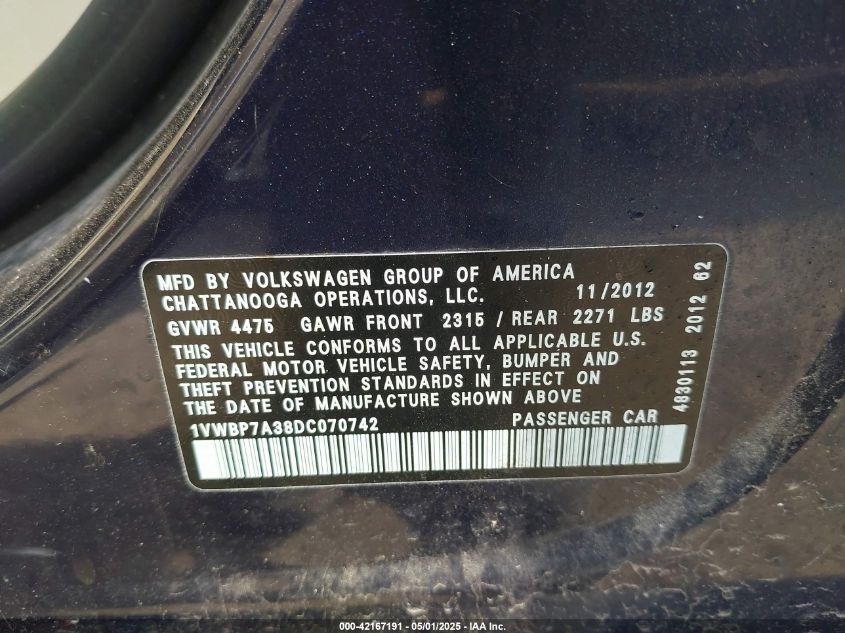 MFD BY VOLKSWAGEN GROUP OF AMERICA
CHATTANOOGA OPERATIONS, LLC. 11/2012
GVWR 4475 GAWR FRONT 2315 / REAR 2271 LBS
THIS VEHICLE CONFORMS TO ALL APPLICABLE U.S.
FEDERAL MOTOR VEHICLE SAFETY, BUMPER AND
THEFT PREVENTION STANDARDS IN EFFECT ON
THE DATE OF MANUFACTURE SHOWN ABOVE
1VWBP7A38DC070742 PASSENGER CAR
4830113 2012 62
000-42167191 - 05/01/2025 - IAA Inc.